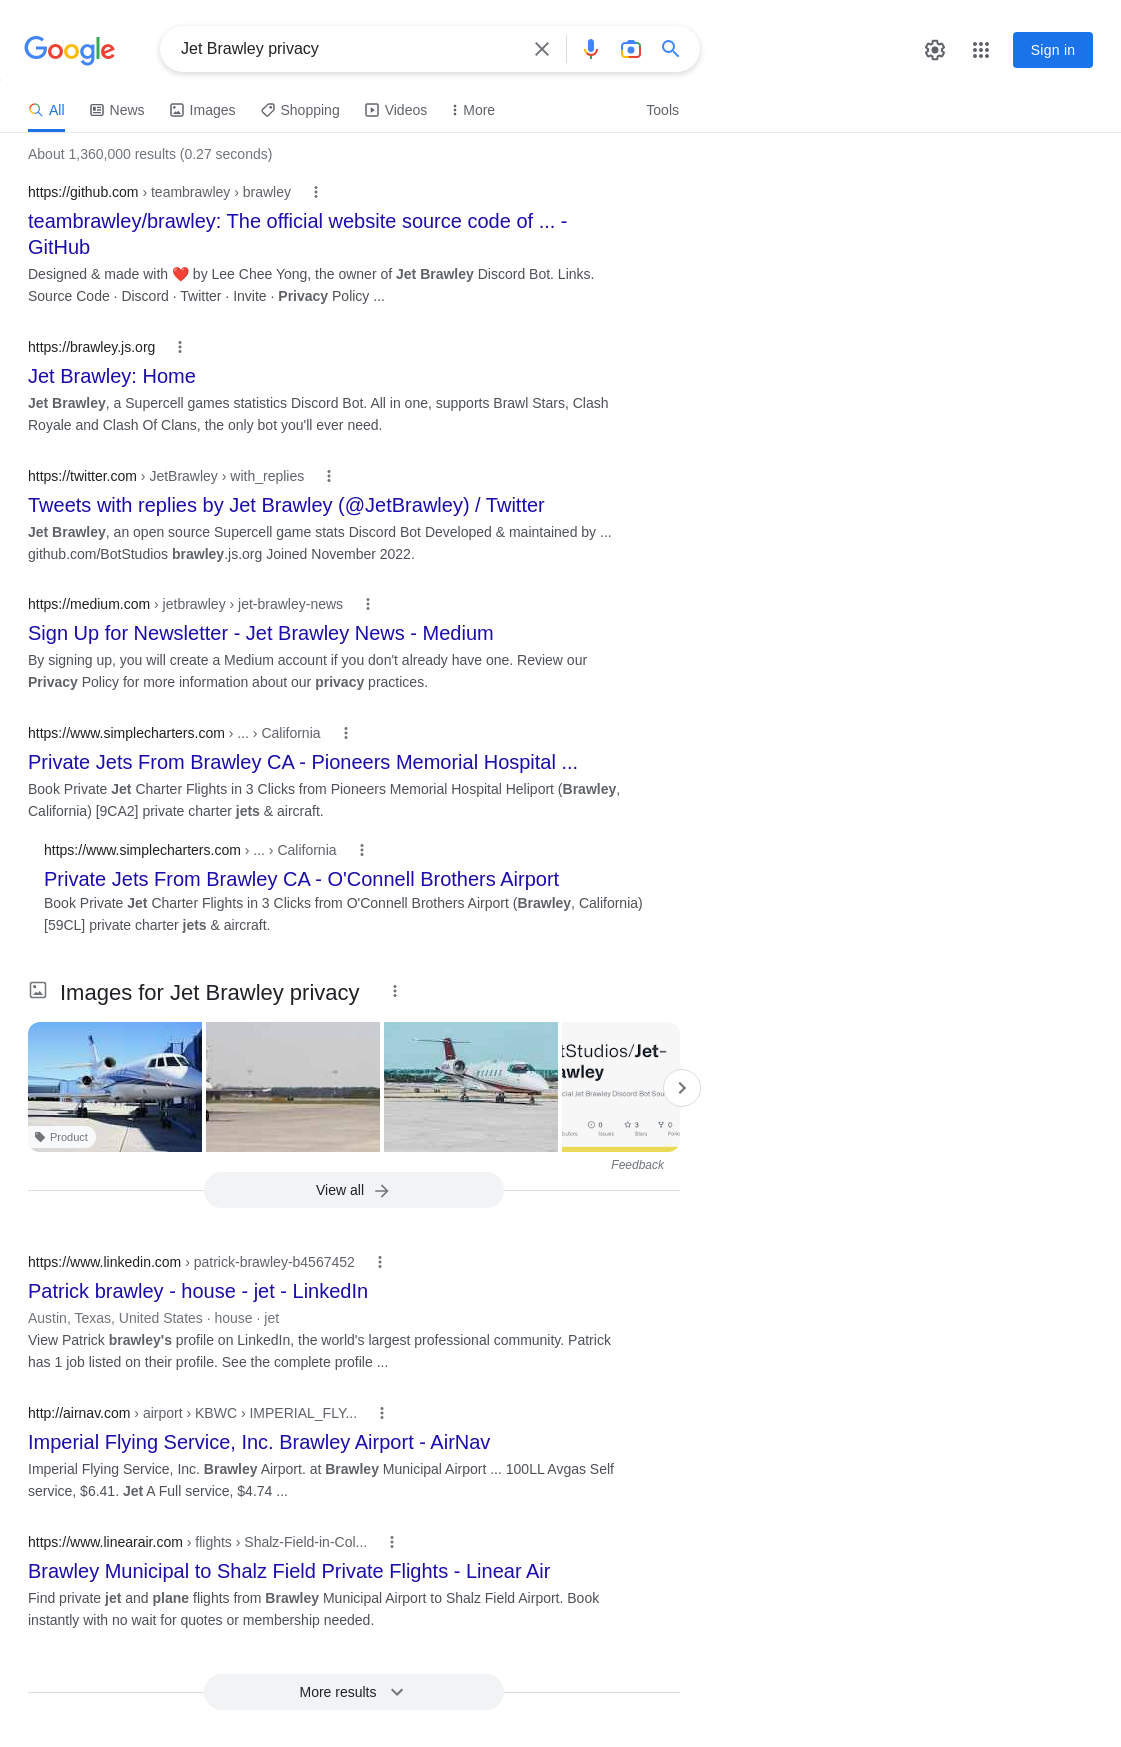 Google
Jet Brawley privacy
Sign in
All
News
Images
Shopping
Videos
More
Tools
About 1,360,000 results (0.27 seconds)
https://github.com › teambrawley › brawley
teambrawley/brawley: The official website source code of ... -
GitHub
Designed & made with ❤️ by Lee Chee Yong, the owner of Jet Brawley Discord Bot. Links.
Source Code · Discord · Twitter · Invite · Privacy Policy ...
https://brawley.js.org
Jet Brawley: Home
Jet Brawley, a Supercell games statistics Discord Bot. All in one, supports Brawl Stars, Clash
Royale and Clash Of Clans, the only bot you'll ever need.
https://twitter.com › JetBrawley › with_replies
Tweets with replies by Jet Brawley (@JetBrawley) / Twitter
Jet Brawley, an open source Supercell game stats Discord Bot Developed & maintained by ...
github.com/BotStudios brawley.js.org Joined November 2022.
https://medium.com › jetbrawley › jet-brawley-news
Sign Up for Newsletter - Jet Brawley News - Medium
By signing up, you will create a Medium account if you don't already have one. Review our
Privacy Policy for more information about our privacy practices.
https://www.simplecharters.com › ... › California
Private Jets From Brawley CA - Pioneers Memorial Hospital ...
Book Private Jet Charter Flights in 3 Clicks from Pioneers Memorial Hospital Heliport (Brawley,
California) [9CA2] private charter jets & aircraft.
https://www.simplecharters.com › ... › California
Private Jets From Brawley CA - O'Connell Brothers Airport
Book Private Jet Charter Flights in 3 Clicks from O'Connell Brothers Airport (Brawley, California)
[59CL] private charter jets & aircraft.
Images for Jet Brawley privacy
tStudios/Jet-
awley
cial Jet Brawley Discord Bot Sou
0 3 0
Issues Stars Forks
Product
Feedback
View all
https://www.linkedin.com › patrick-brawley-b4567452
Patrick brawley - house - jet - LinkedIn
Austin, Texas, United States · house · jet
View Patrick brawley's profile on LinkedIn, the world's largest professional community. Patrick
has 1 job listed on their profile. See the complete profile ...
http://airnav.com › airport › KBWC › IMPERIAL_FLY...
Imperial Flying Service, Inc. Brawley Airport - AirNav
Imperial Flying Service, Inc. Brawley Airport. at Brawley Municipal Airport ... 100LL Avgas Self
service, $6.41. Jet A Full service, $4.74 ...
https://www.linearair.com › flights › Shalz-Field-in-Col...
Brawley Municipal to Shalz Field Private Flights - Linear Air
Find private jet and plane flights from Brawley Municipal Airport to Shalz Field Airport. Book
instantly with no wait for quotes or membership needed.
More results